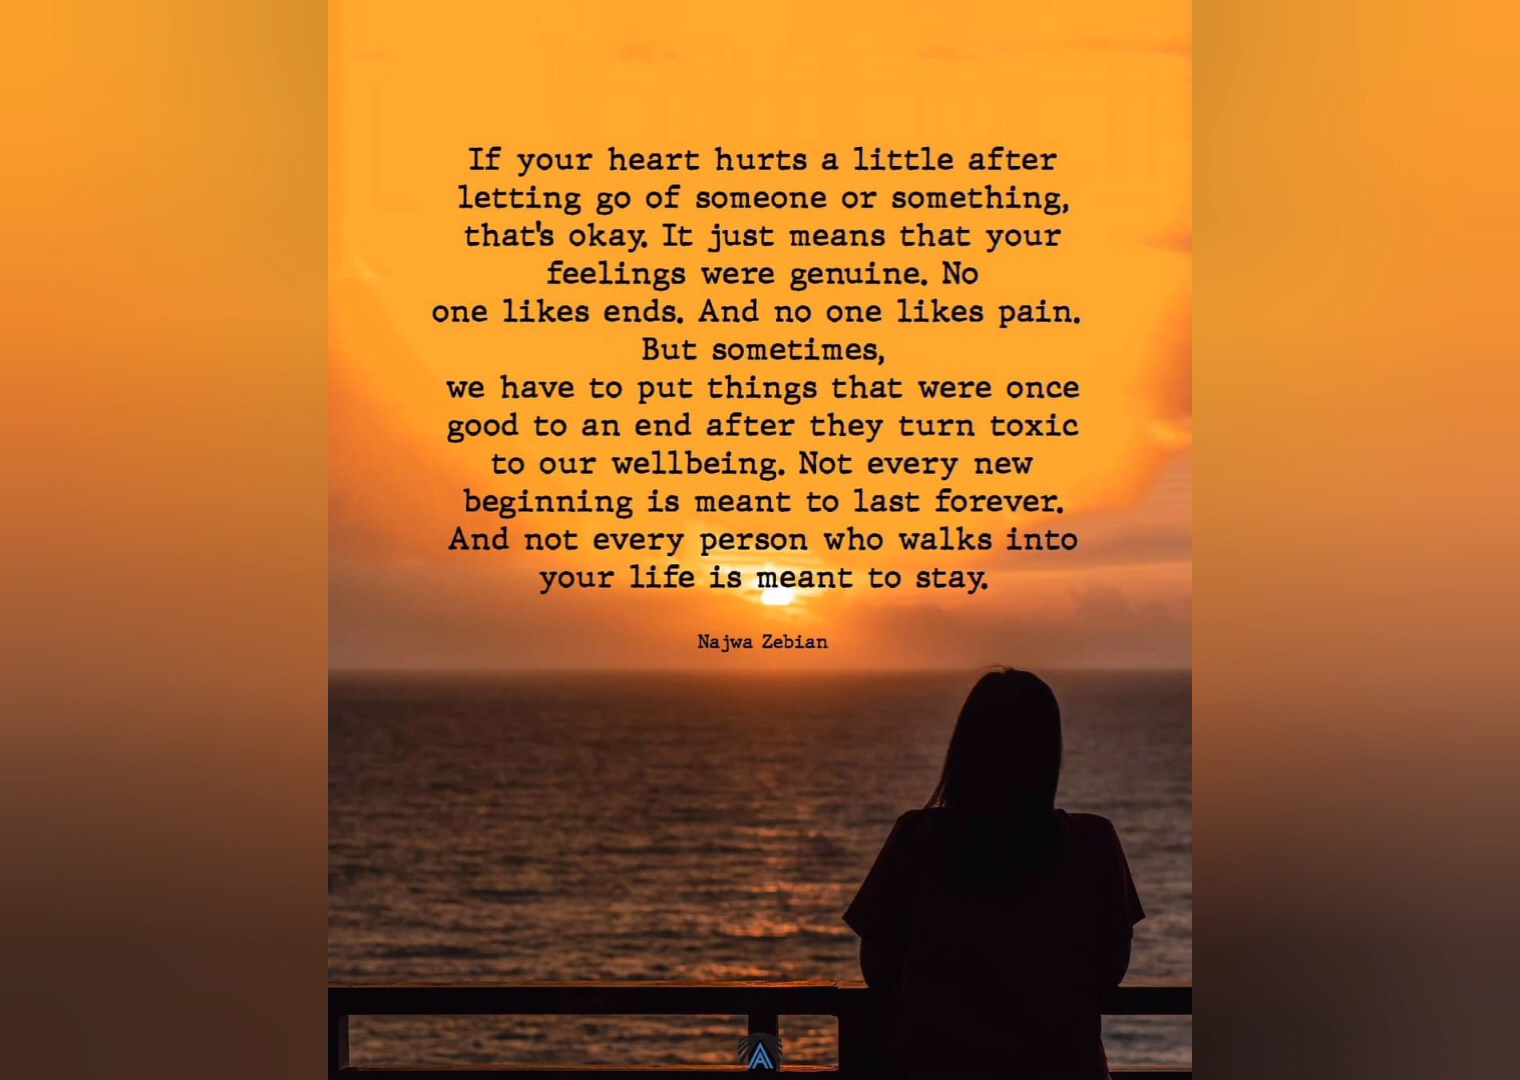 If your heart hurts a little after
letting go of someone or something,
that's okay. It just means that your
feelings were genuine. No
one likes ends. And no one likes pain.
But sometimes,
we have to put things that were once
good to an end after they turn toxic
to our wellbeing. Not every new
beginning is meant to last forever.
And not every person who walks into
your life is meant to stay.
Najwa Zebian